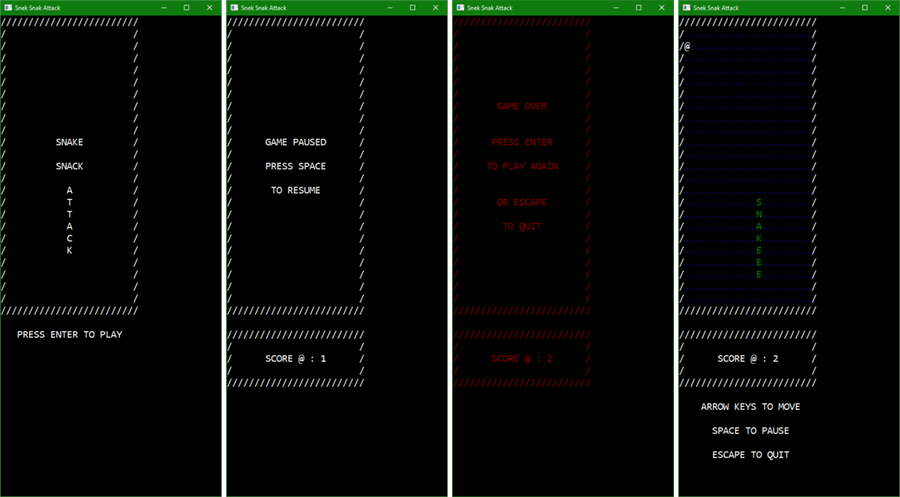 Snek Snak Attack
SNAKE
SNACK
A
T
T
A
C
K
PRESS ENTER TO PLAY
Snek Snak Attack
GAME PAUSED
PRESS SPACE
TO RESUME
SCORE @ : 1
Snek Snak Attack
GAME OVER
PRESS ENTER
TO PLAY AGAIN
OR ESCAPE
TO QUIT
SCORE @ : 2
Snek Snak Attack
@
S
N
A
K
E
E
E
SCORE @ : 2
ARROW KEYS TO MOVE
SPACE TO PAUSE
ESCAPE TO QUIT